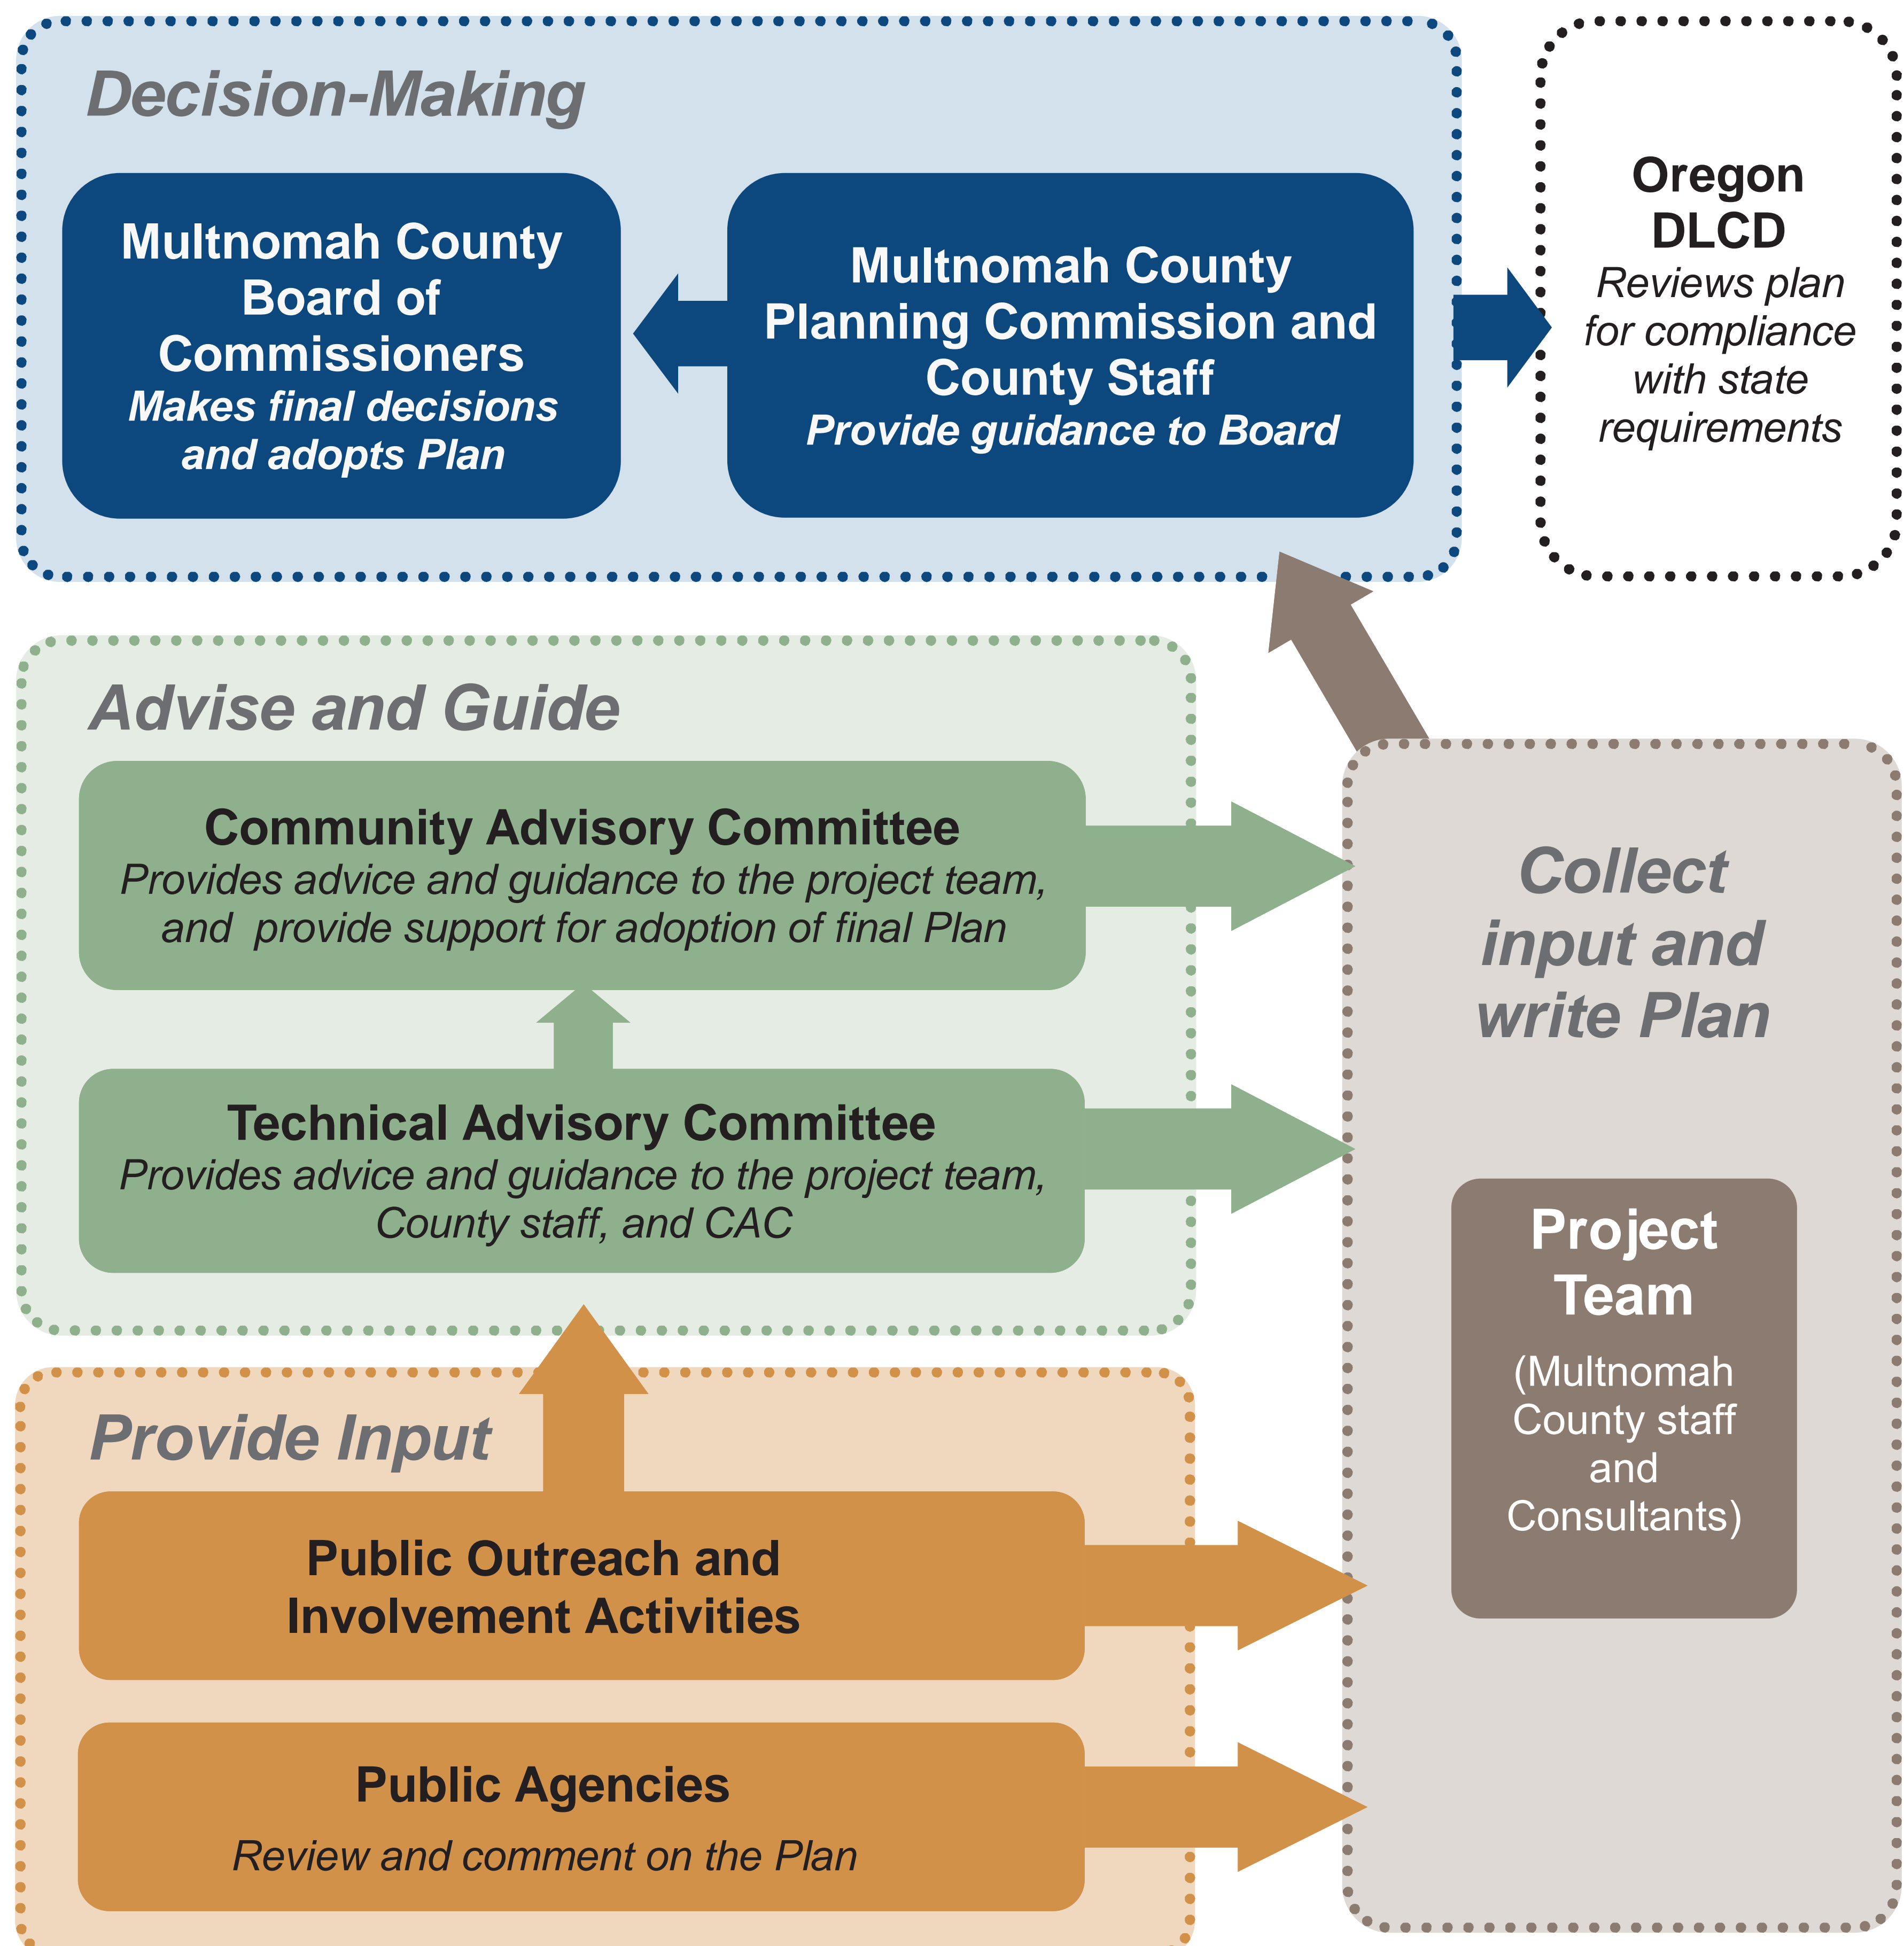 Decision-Making
Multnomah County
Board of
Commissioners
Makes final decisions
and adopts Plan
Multnomah County
Planning Commission and
County Staff
Provide guidance to Board
Oregon
DLCD
Reviews plan
for compliance
with state
requirements
Advise and Guide
Community Advisory Committee
Provides advice and guidance to the project team,
and  provide support for adoption of final Plan
Technical Advisory Committee
Provides advice and guidance to the project team,
County staff, and CAC
Provide Input
Public Outreach and
Involvement Activities
Public Agencies
Review and comment on the Plan
Collect
input and
write Plan
Project
Team
(Multnomah
County staff
and
Consultants)